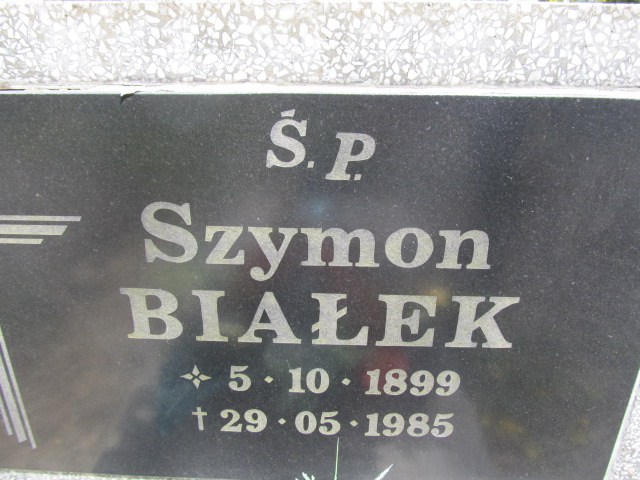 Ś.P.
Szymon
BIAŁEK
✧ 5·10·1899
† 29·05·1985